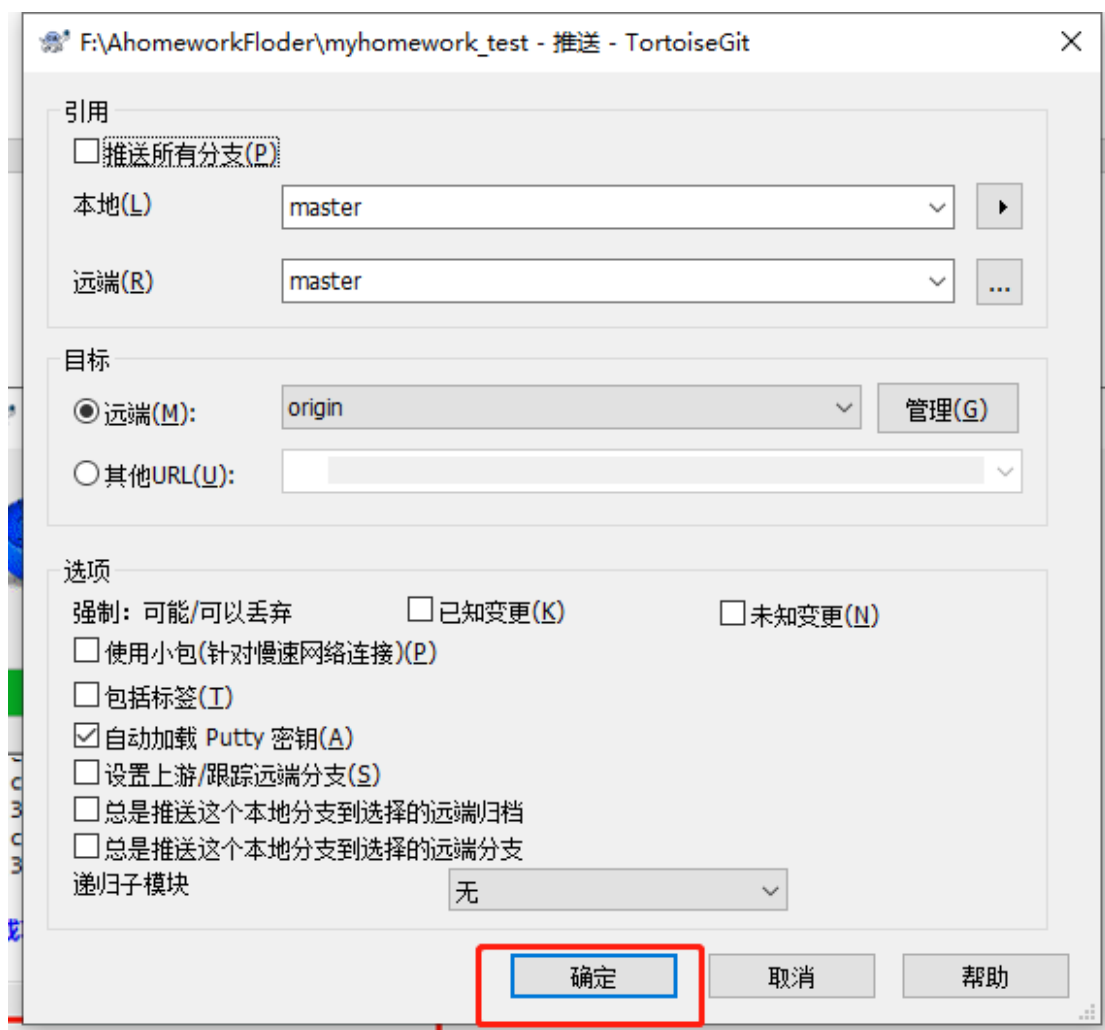 F:\AhomeworkFloder\myhomework_test - 推送 - TortoiseGit
引用
推送所有分支(P)
本地(L) master
远端(R) master ...
目标
远端(M): origin 管理(G)
其他URL(U):
选项
强制：可能/可以丢弃 已知变更(K) 未知变更(N)
使用小包(针对慢速网络连接)(P)
包括标签(T)
自动加载 Putty 密钥(A)
设置上游/跟踪远端分支(S)
总是推送这个本地分支到选择的远端归档
总是推送这个本地分支到选择的远端分支
递归子模块 无
确定 取消 帮助